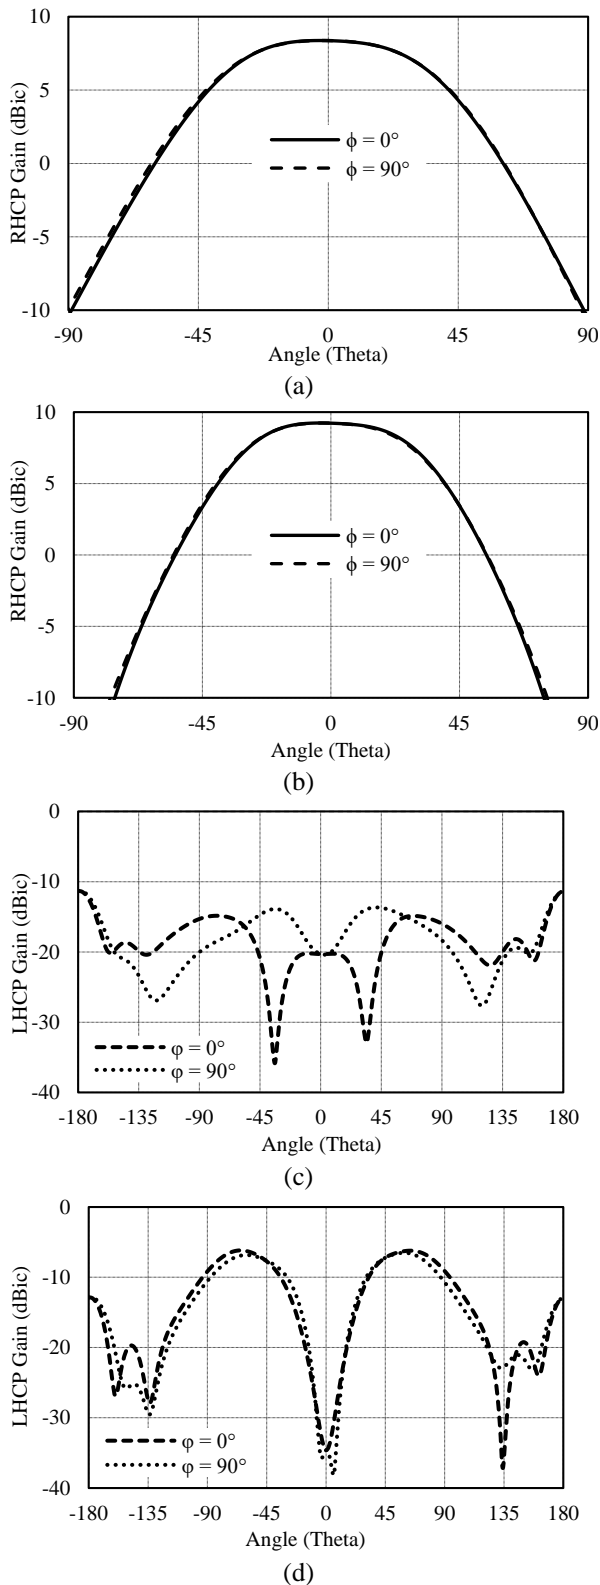 10
5
0
-5
-10
RHCP Gain (dBic)
ϕ = 0°
ϕ = 90°
-90 -45 0 45 90
Angle (Theta)
(a)
10
5
0
-5
-10
RHCP Gain (dBic)
ϕ = 0°
ϕ = 90°
-90 -45 0 45 90
Angle (Theta)
(b)
0
-10
-20
-30
-40
LHCP Gain (dBic)
φ = 0°
φ = 90°
-180 -135 -90 -45 0 45 90 135 180
Angle (Theta)
(c)
0
-10
-20
-30
-40
LHCP Gain (dBic)
φ = 0°
φ = 90°
-180 -135 -90 -45 0 45 90 135 180
Angle (Theta)
(d)